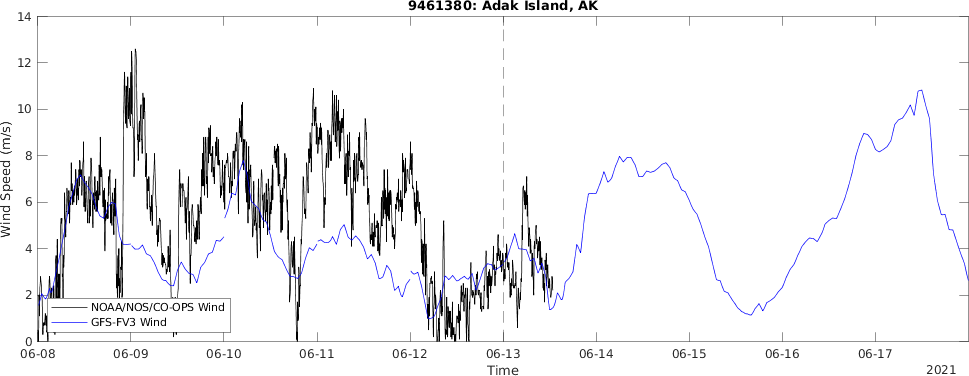 9461380: Adak Island, AK
Wind Speed (m/s)
14
12
10
8
6
4
2
0
NOAA/NOS/CO-OPS Wind
GFS-FV3 Wind
06-08 06-09 06-10 06-11 06-12 06-13 06-14 06-15 06-16 06-17
Time
2021